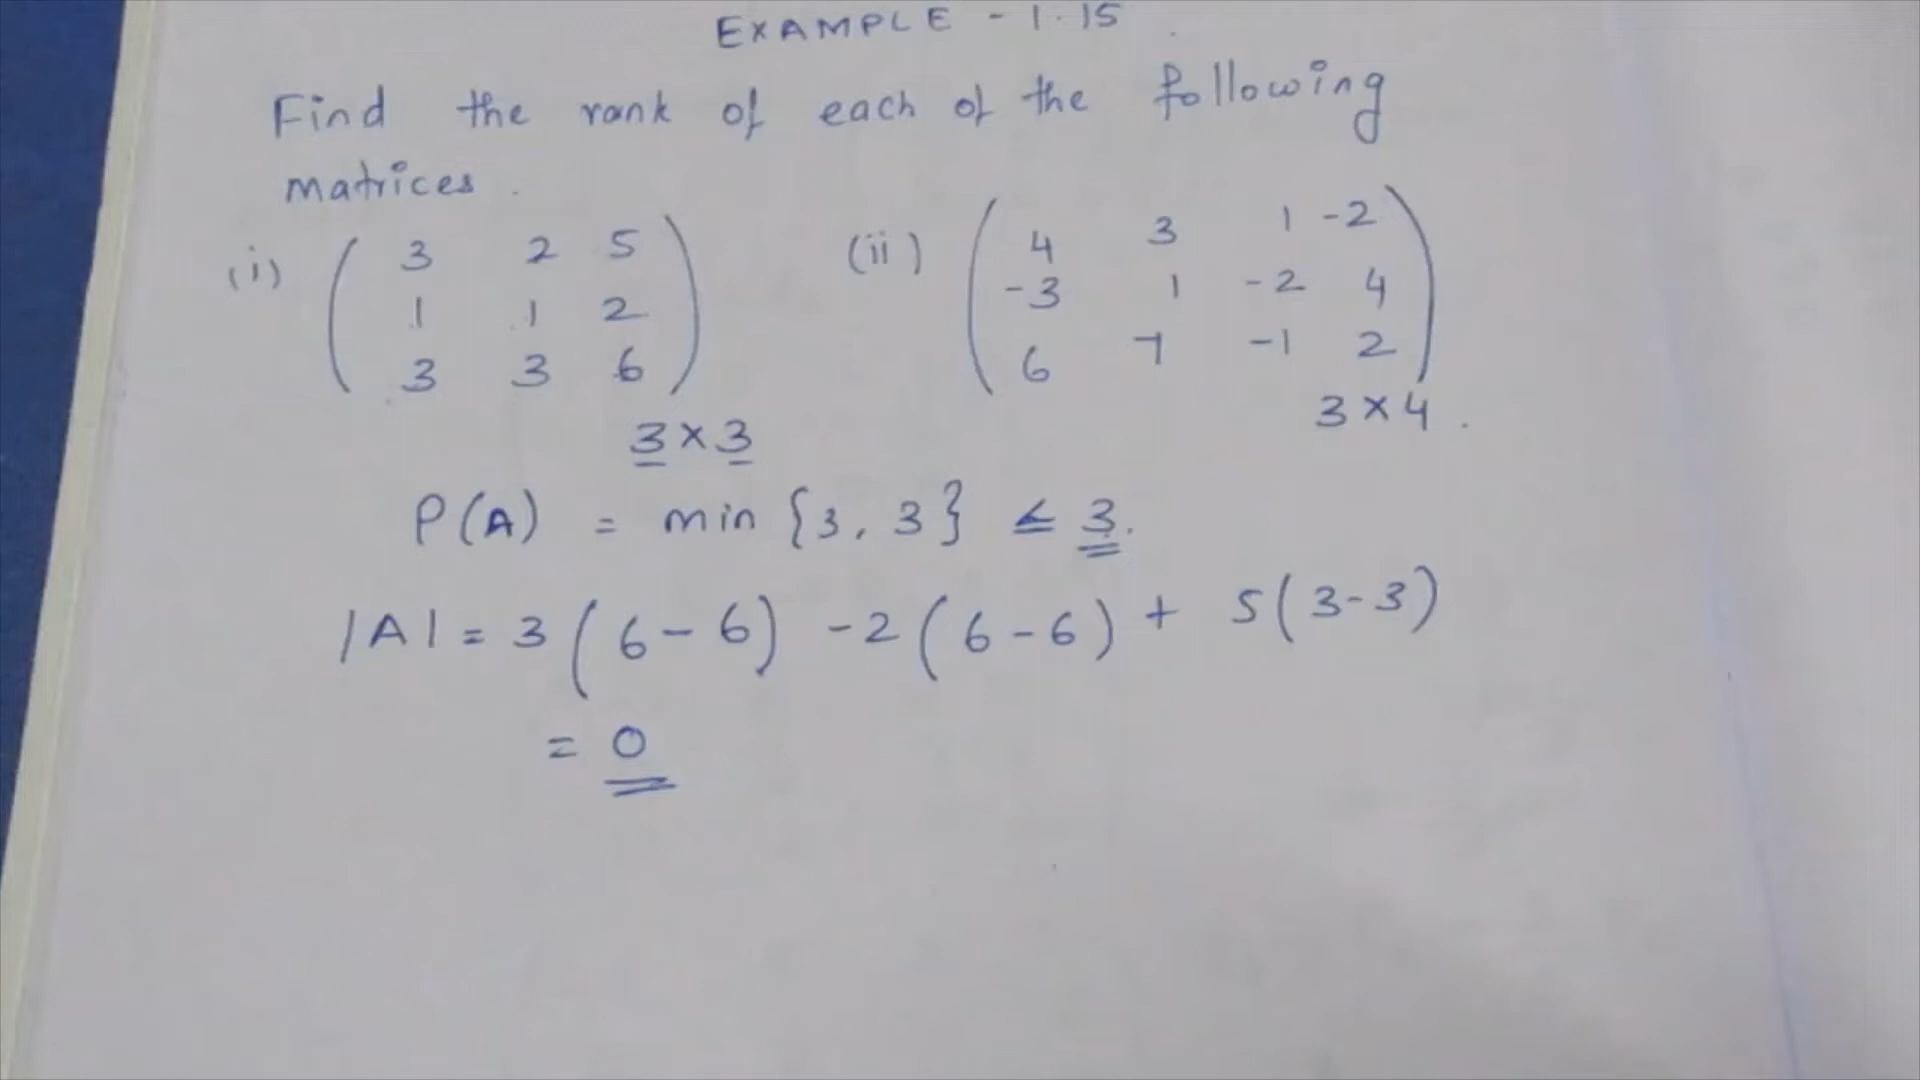 EXAMPLE - 1.15
Find the rank of each of the following
matrices.
(i) ( 3 2 5
1 1 2
3 3 6 )
3 × 3
(ii) ( 4 3 1 -2
-3 1 -2 4
6 7 -1 2 )
3 × 4.
P(A) = min {3, 3} ≤ 3.
|A| = 3(6-6) -2(6-6) + 5(3-3)
= 0